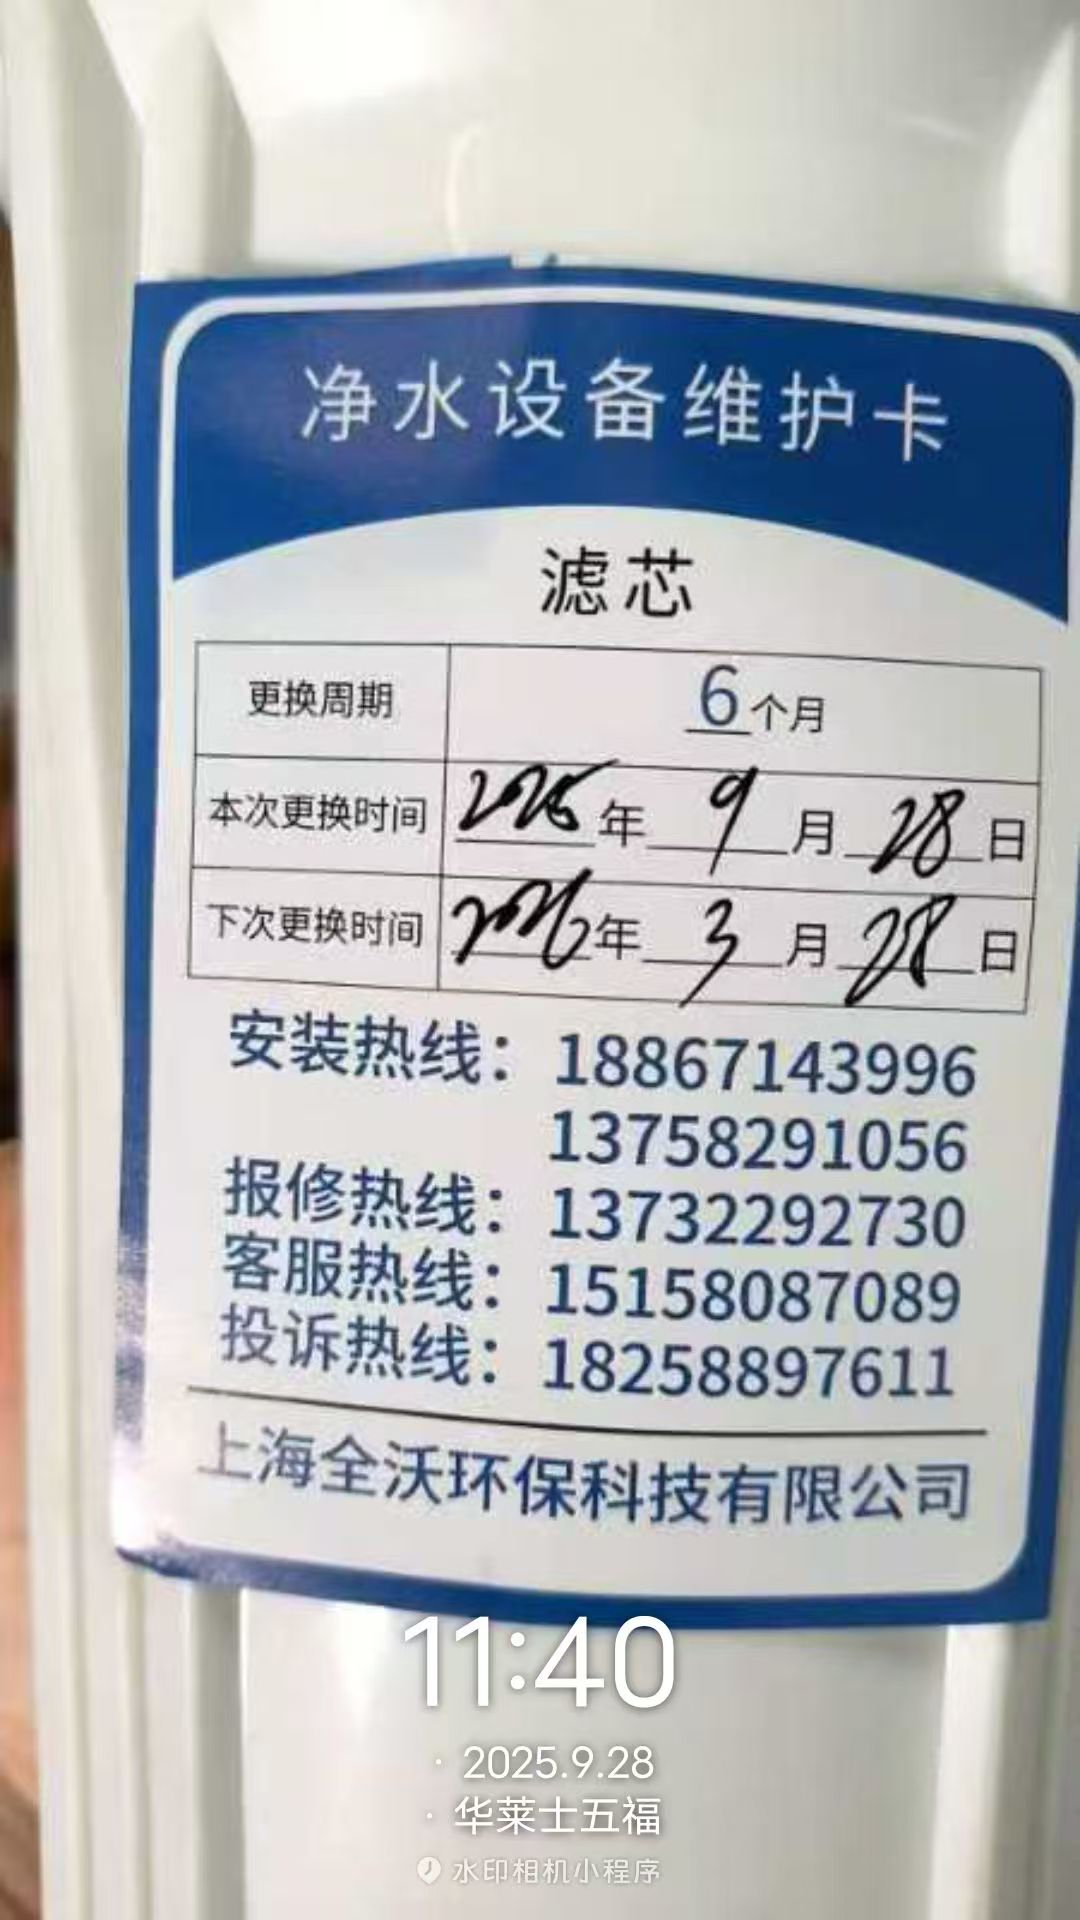 净水设备维护卡
滤芯
更换周期 6个月
本次更换时间 2025年9月28日
下次更换时间 2026年3月28日
安装热线：18867143996
13758291056
报修热线：13732292730
客服热线：15158087089
投诉热线：18258897611
上海全沃环保科技有限公司
11:40
· 2025.9.28
· 华莱士五福
水印相机小程序